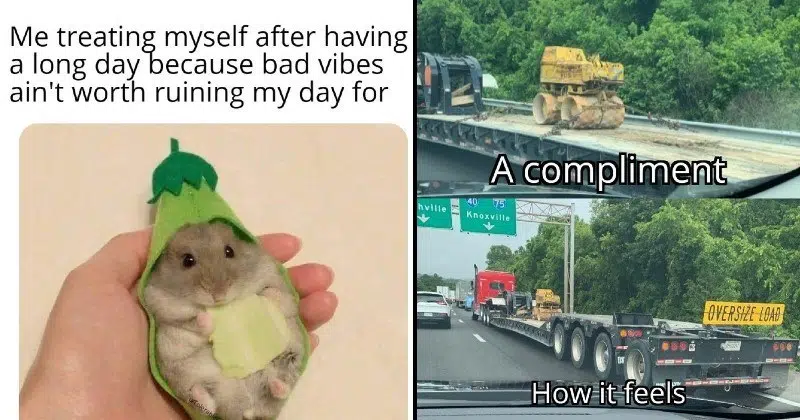 Me treating myself after having
a long day because bad vibes
ain't worth ruining my day for
A compliment
hville
40 75
Knoxville
OVERSIZE LOAD
How it feels